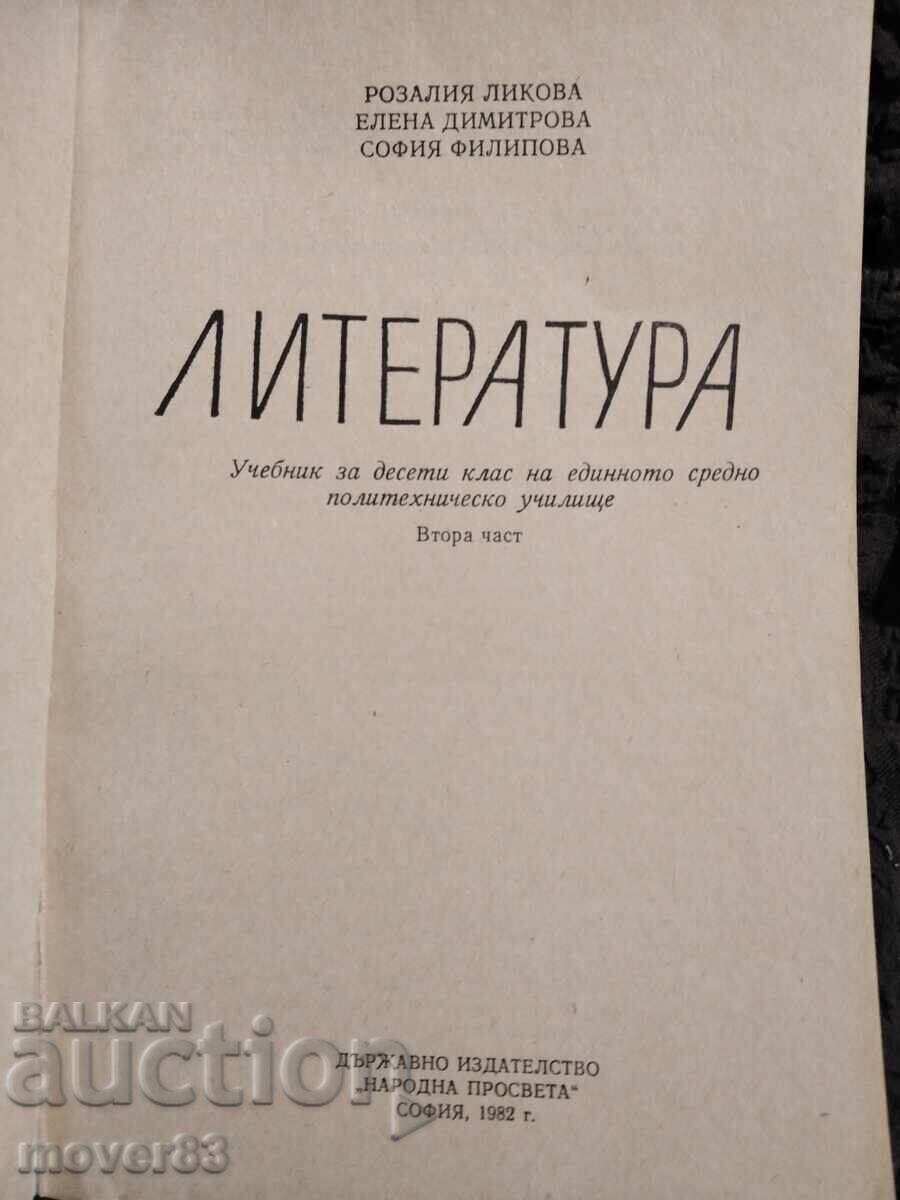 РОЗАЛИЯ ЛИКОВА
ЕЛЕНА ДИМИТРОВА
СОФИЯ ФИЛИПОВА
ЛИТЕРАТУРА
Учебник за десети клас на единното средно
политехническо училище
Втора част
ДЪРЖАВНО ИЗДАТЕЛСТВО
„НАРОДНА ПРОСВЕТА“
СОФИЯ, 1982 г.
BALKAN
auction
mover83